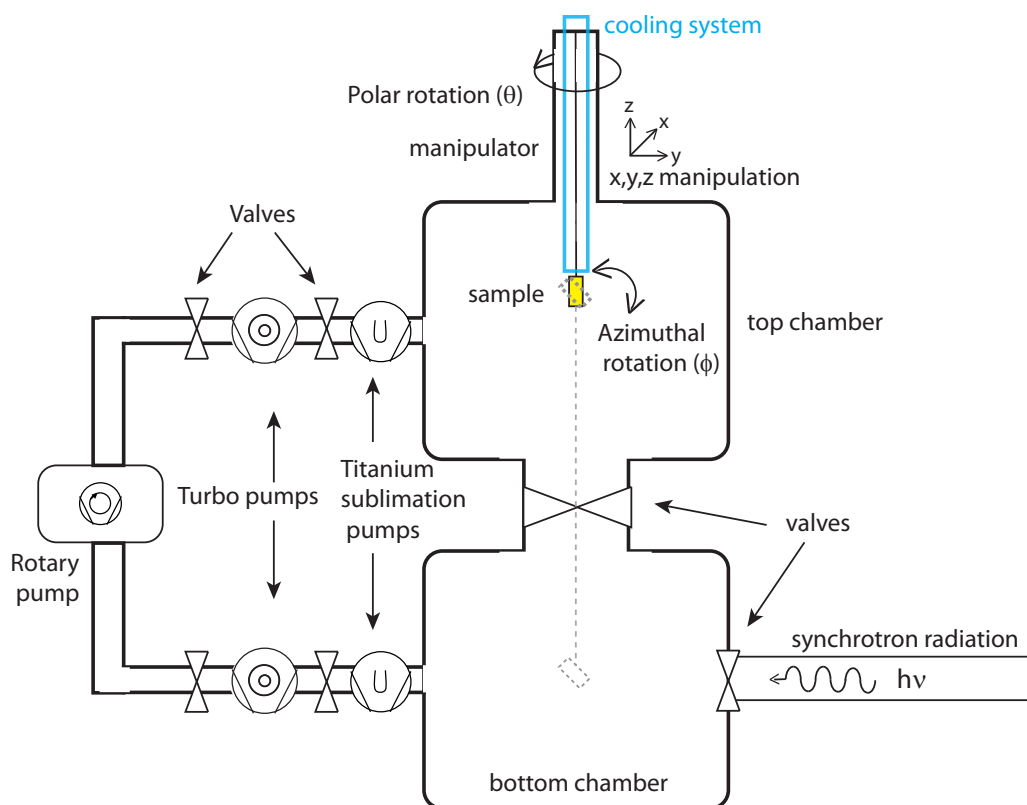 cooling system
Polar rotation (θ)
manipulator
z
x
y
x,y,z manipulation
Valves
sample
Azimuthal
rotation (ϕ)
top chamber
Turbo pumps
Titanium
sublimation
pumps
Rotary
pump
valves
synchrotron radiation
hν
bottom chamber